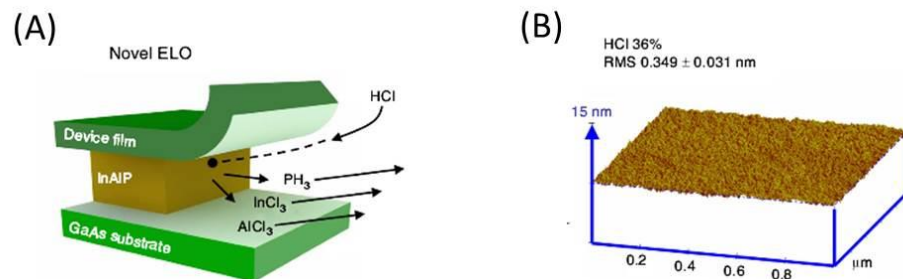 (A)
Novel ELO
HCl
Device film
InAlP
PH₃
InCl₃
AlCl₃
GaAs substrate
(B)
HCl 36%
RMS 0.349 ± 0.031 nm
15 nm
0.2 0.4 0.6 0.8 μm